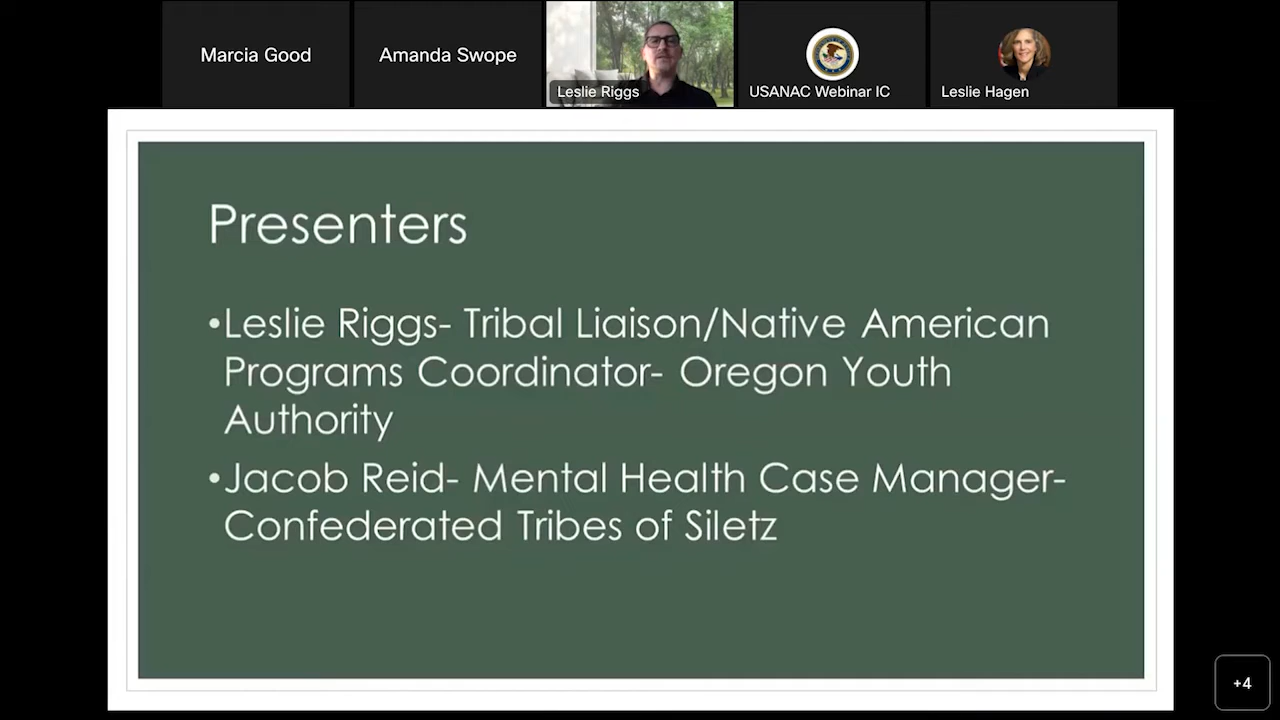 Marcia Good
Amanda Swope
Leslie Riggs
USANAC Webinar IC
Leslie Hagen
Presenters
•Leslie Riggs- Tribal Liaison/Native American
Programs Coordinator- Oregon Youth
Authority
•Jacob Reid- Mental Health Case Manager-
Confederated Tribes of Siletz
+4